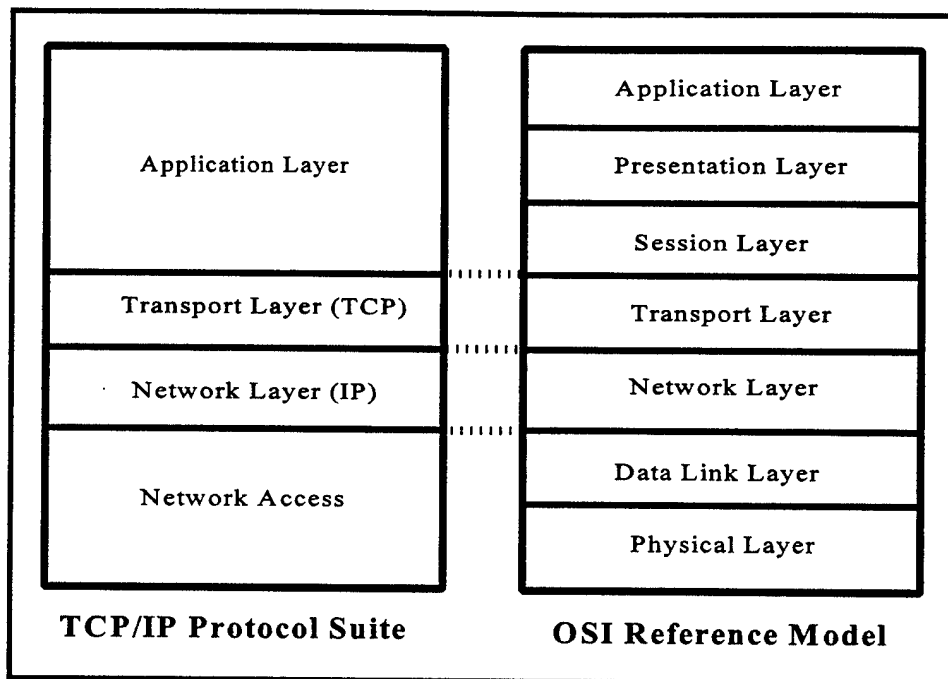 Application Layer
Transport Layer (TCP)
Network Layer (IP)
Network Access
TCP/IP Protocol Suite
Application Layer
Presentation Layer
Session Layer
Transport Layer
Network Layer
Data Link Layer
Physical Layer
OSI Reference Model